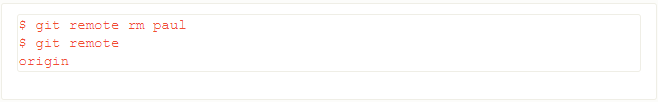 $ git remote rm paul
$ git remote
origin